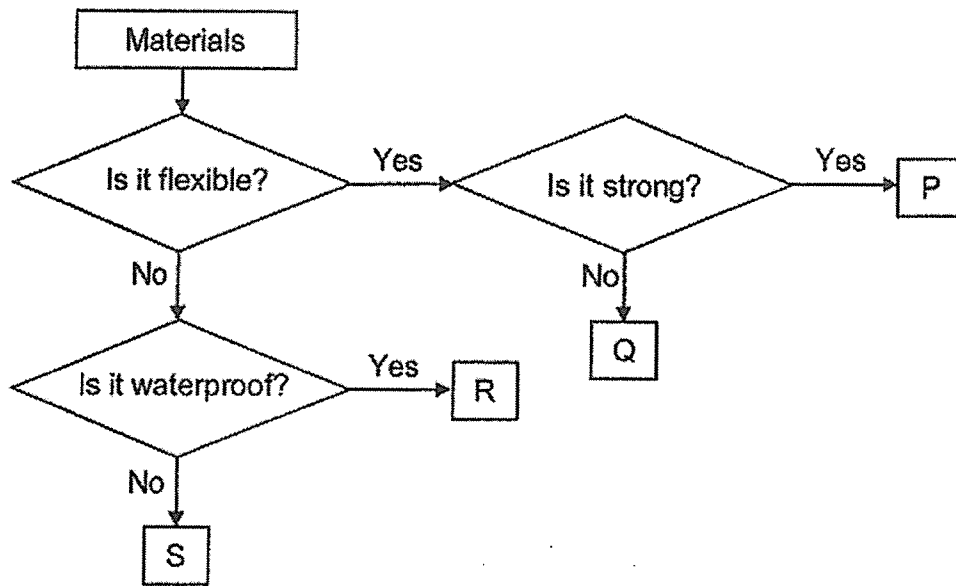 Materials
Is it flexible?
Yes
Is it strong?
Yes
P
No
No
Q
Is it waterproof?
Yes
R
No
S